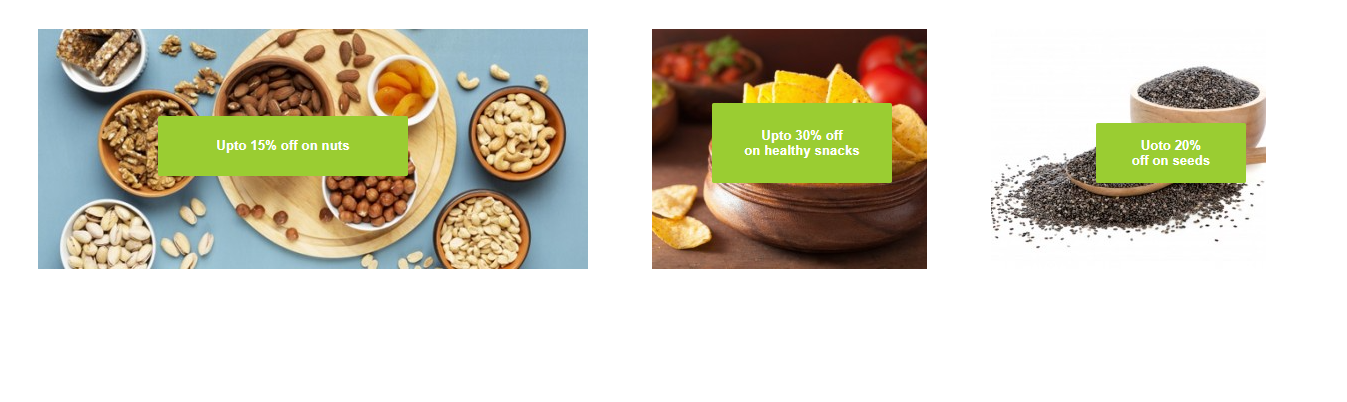 Upto 15% off on nuts
Upto 30% off
on healthy snacks
Uoto 20%
off on seeds